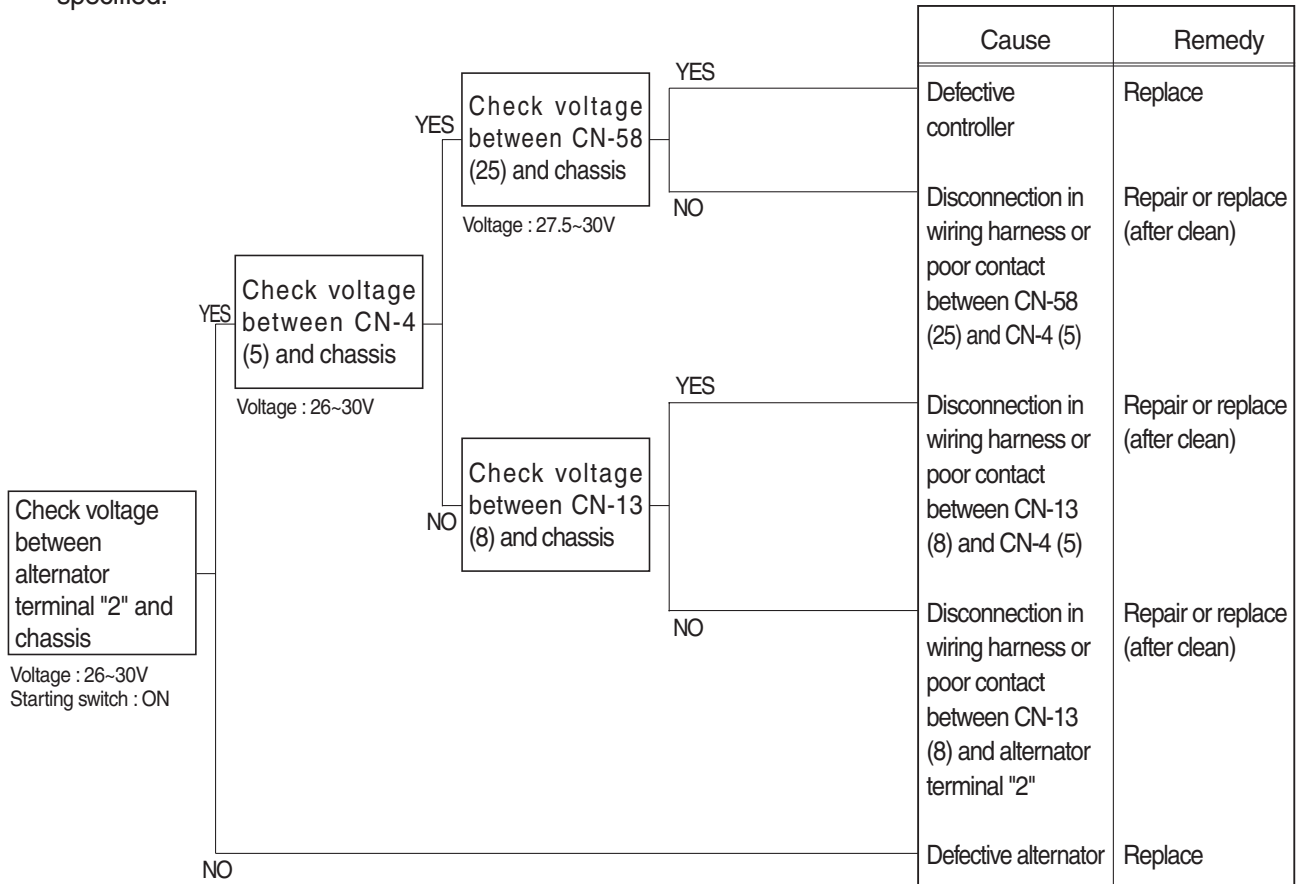 specified.
Cause
Remedy
YES
Check voltage
between CN-58
(25) and chassis
YES
Defective
controller
Replace
Voltage : 27.5~30V
NO
Disconnection in
wiring harness or
poor contact
between CN-58
(25) and CN-4 (5)
Repair or replace
(after clean)
YES
Check voltage
between CN-4
(5) and chassis
Voltage : 26~30V
YES
Disconnection in
wiring harness or
poor contact
between CN-13
(8) and CN-4 (5)
Repair or replace
(after clean)
Check voltage
between CN-13
(8) and chassis
NO
Check voltage
between
alternator
terminal "2" and
chassis
Voltage : 26~30V
Starting switch : ON
NO
Disconnection in
wiring harness or
poor contact
between CN-13
(8) and alternator
terminal "2"
Repair or replace
(after clean)
NO
Defective alternator
Replace